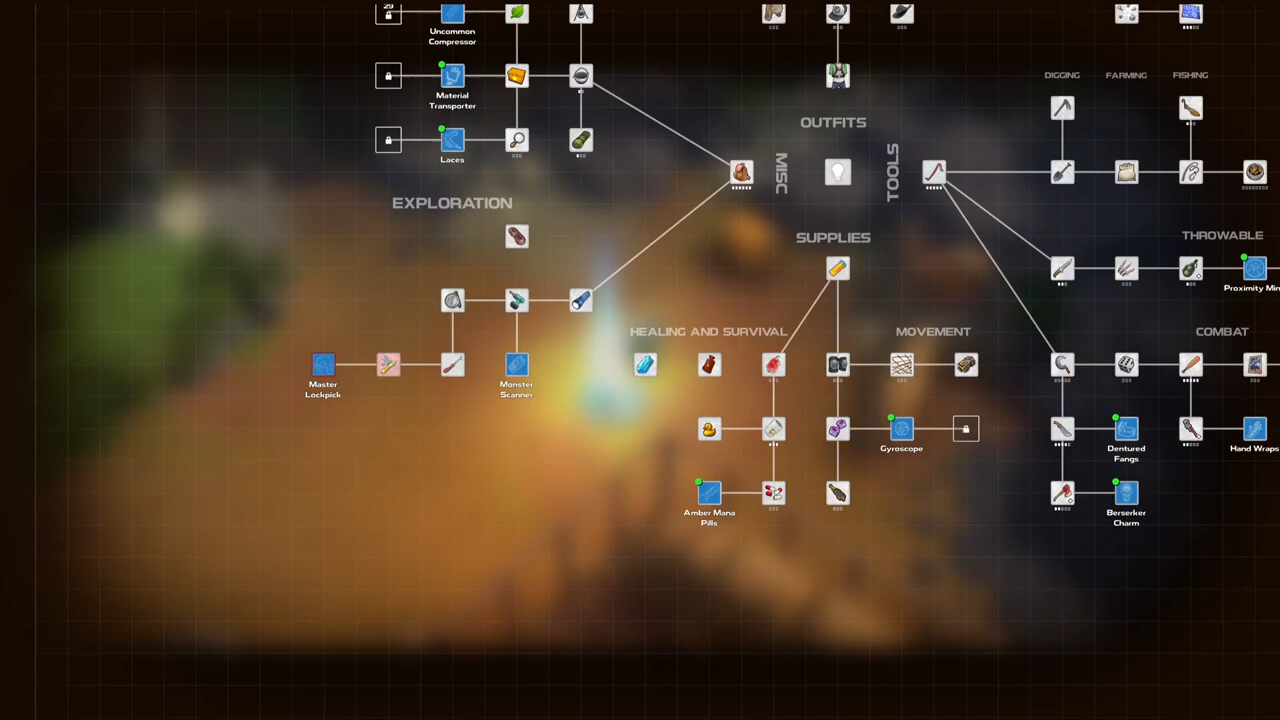 29
Uncommon
Compressor
Material
Transporter
Laces
EXPLORATION
MISC
OUTFITS
TOOLS
SUPPLIES
DIGGING
FARMING
FISHING
THROWABLE
Proximity Min
HEALING AND SURVIVAL
MOVEMENT
COMBAT
Master
Lockpick
Monster
Scanner
Gyroscope
Dentured
Fangs
Hand Wraps
Amber Mana
Pills
Berserker
Charm